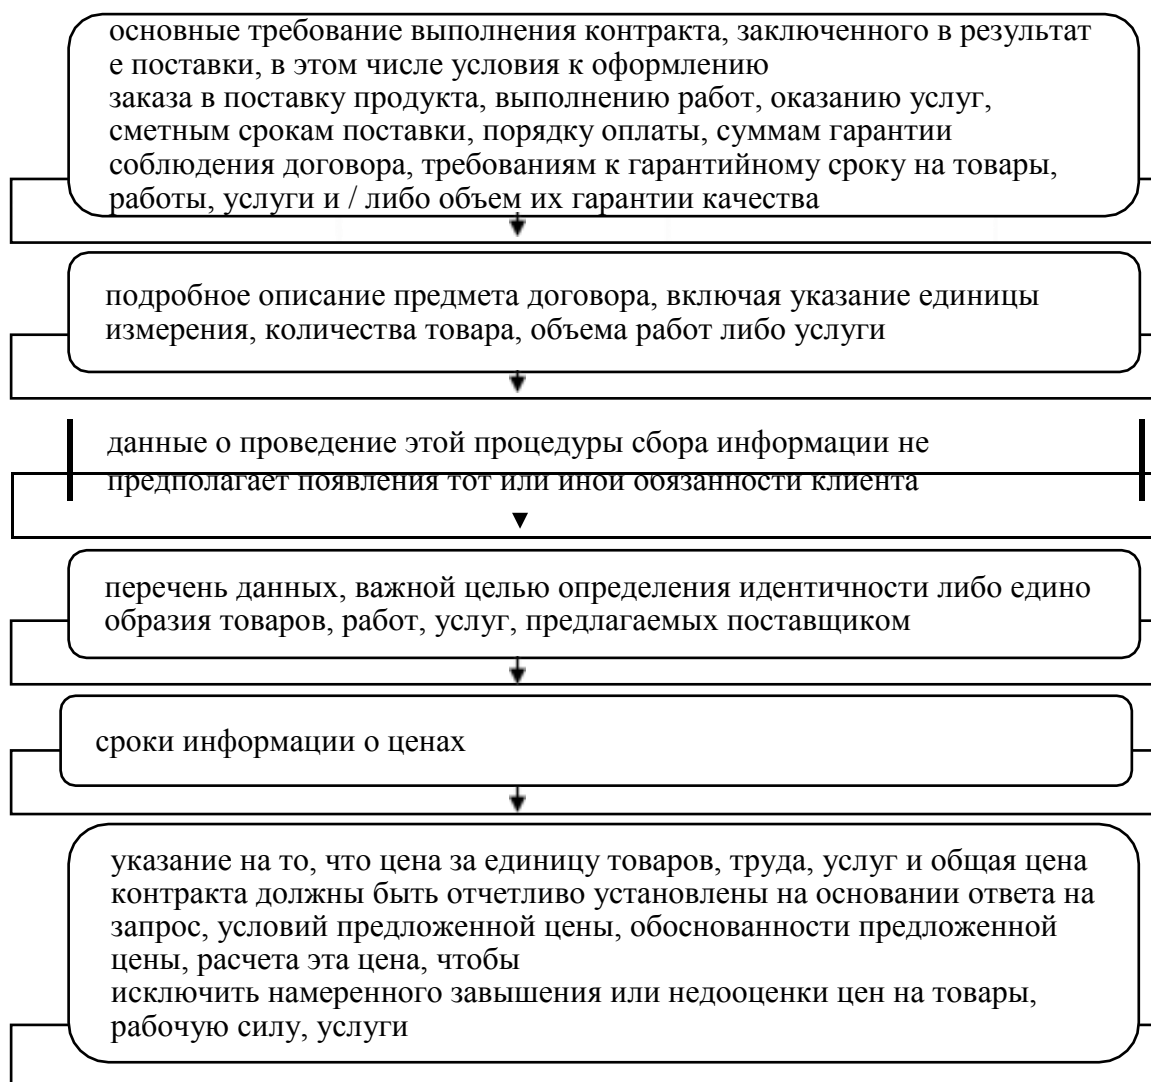 основные требование выполнения контракта, заключенного в результат
е поставки, в этом числе условия к оформлению
заказа в поставку продукта, выполнению работ, оказанию услуг,
сметным срокам поставки, порядку оплаты, суммам гарантии
соблюдения договора, требованиям к гарантийному сроку на товары,
работы, услуги и / либо объем их гарантии качества
подробное описание предмета договора, включая указание единицы
измерения, количества товара, объема работ либо услуги
данные о проведение этой процедуры сбора информации не
предполагает появления тот или иной обязанности клиента
перечень данных, важной целью определения идентичности либо едино
образия товаров, работ, услуг, предлагаемых поставщиком
сроки информации о ценах
указание на то, что цена за единицу товаров, труда, услуг и общая цена
контракта должны быть отчетливо установлены на основании ответа на
запрос, условий предложенной цены, обоснованности предложенной
цены, расчета эта цена, чтобы
исключить намеренного завышения или недооценки цен на товары,
рабочую силу, услуги